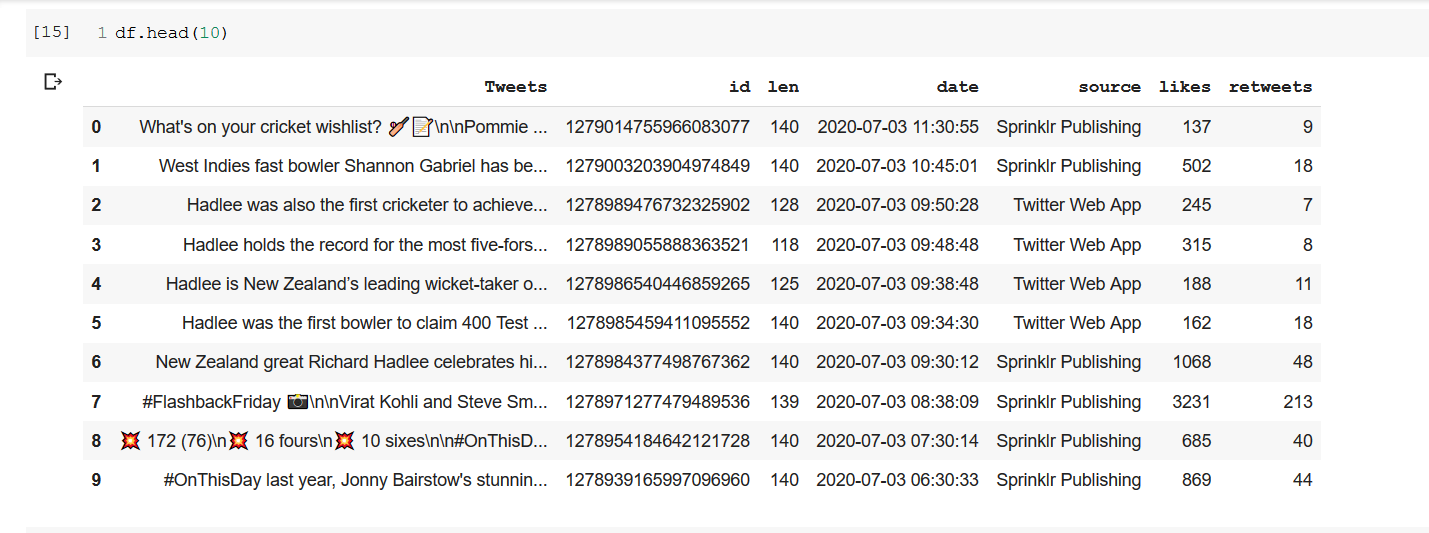 [15] 1 df.head(10)
Tweets id len date source likes retweets
0 What's on your cricket wishlist? 🏏📝\n\nPommie ... 1279014755966083077 140 2020-07-03 11:30:55 Sprinklr Publishing 137 9
1 West Indies fast bowler Shannon Gabriel has be... 1279003203904974849 140 2020-07-03 10:45:01 Sprinklr Publishing 502 18
2 Hadlee was also the first cricketer to achieve... 1278989476732325902 128 2020-07-03 09:50:28 Twitter Web App 245 7
3 Hadlee holds the record for the most five-fors... 1278989055888363521 118 2020-07-03 09:48:48 Twitter Web App 315 8
4 Hadlee is New Zealand’s leading wicket-taker o... 1278986540446859265 125 2020-07-03 09:38:48 Twitter Web App 188 11
5 Hadlee was the first bowler to claim 400 Test ... 1278985459411095552 140 2020-07-03 09:34:30 Twitter Web App 162 18
6 New Zealand great Richard Hadlee celebrates hi... 1278984377498767362 140 2020-07-03 09:30:12 Sprinklr Publishing 1068 48
7 #FlashbackFriday 📷\n\nVirat Kohli and Steve Sm... 1278971277479489536 139 2020-07-03 08:38:09 Sprinklr Publishing 3231 213
8 💥 172 (76)\n💥 16 fours\n💥 10 sixes\n\n#OnThisD... 1278954184642121728 140 2020-07-03 07:30:14 Sprinklr Publishing 685 40
9 #OnThisDay last year, Jonny Bairstow's stunnin... 1278939165997096960 140 2020-07-03 06:30:33 Sprinklr Publishing 869 44